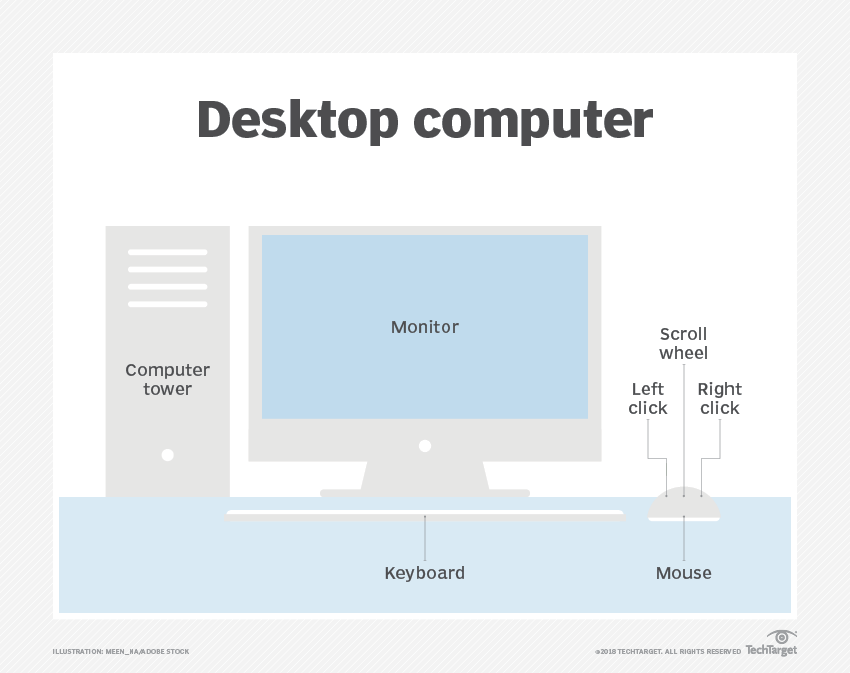 Desktop computer
Monitor
Scroll
wheel
Computer
tower
Left
click
Right
click
Keyboard
Mouse
ILLUSTRATION: MEEN_NA/ADOBE STOCK
©2018 TECHTARGET. ALL RIGHTS RESERVED
TechTarget